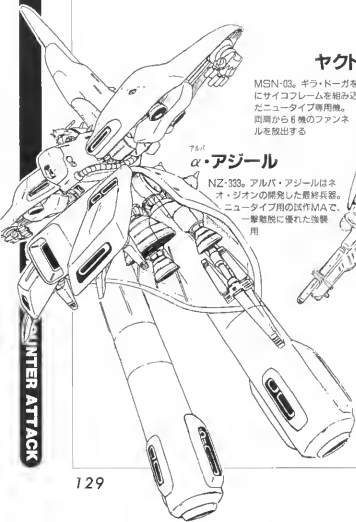 ヤクト
MSN-03。ギラ・ドーガを
にサイコフレームを組み込
だニュータイプ専用機。
両肩から6機のファンネ
ルを放出する
アルパ
α・アジール
NZ-333。アルパ・アジールはネ
オ・ジオンの開発した最終兵器。
ニュータイプ用の試作MAで、
一撃離脱に優れた強襲
用
UNTER ATTACK
129